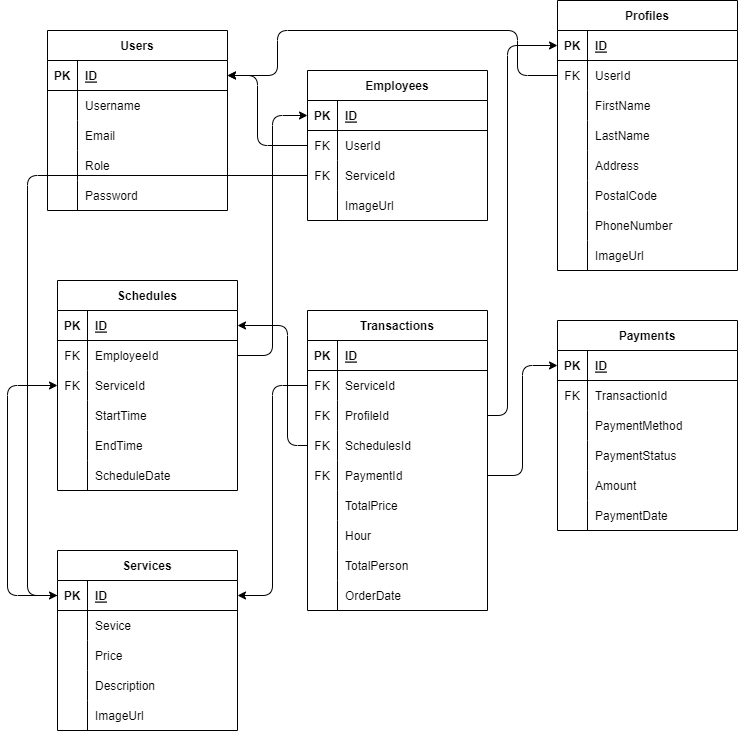 Users
PK ID
Username
Email
Role
Password
Employees
PK ID
FK UserId
FK ServiceId
ImageUrl
Profiles
PK ID
FK UserId
FirstName
LastName
Address
PostalCode
PhoneNumber
ImageUrl
Schedules
PK ID
FK EmployeeId
FK ServiceId
StartTime
EndTime
ScheduleDate
Transactions
PK ID
FK ServiceId
FK ProfileId
FK SchedulesId
FK PaymentId
TotalPrice
Hour
TotalPerson
OrderDate
Payments
PK ID
FK TransactionId
PaymentMethod
PaymentStatus
Amount
PaymentDate
Services
PK ID
Sevice
Price
Description
ImageUrl